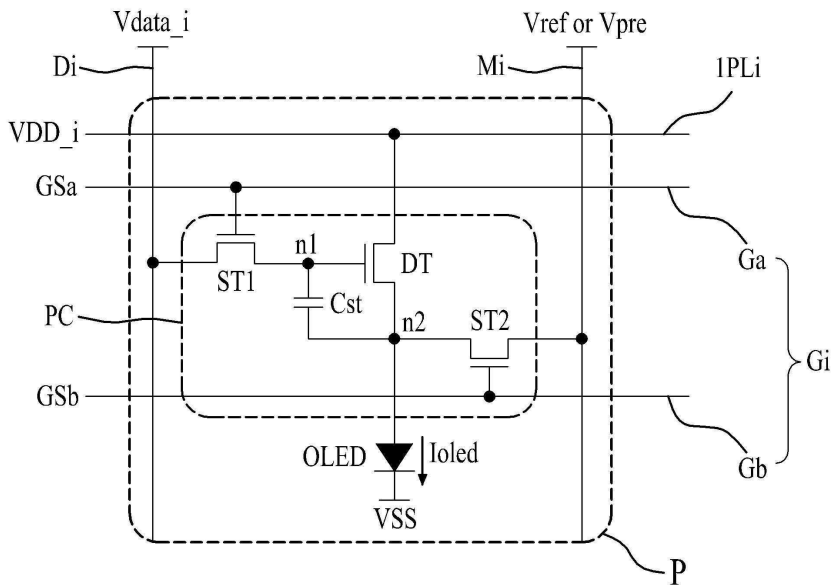 Vdata_i
Vref or Vpre
Di
Mi
1PLi
VDD_i
GSa
n1
DT
Ga
ST1
Cst
PC
n2
ST2
Gi
GSb
OLED
Ioled
Gb
VSS
P